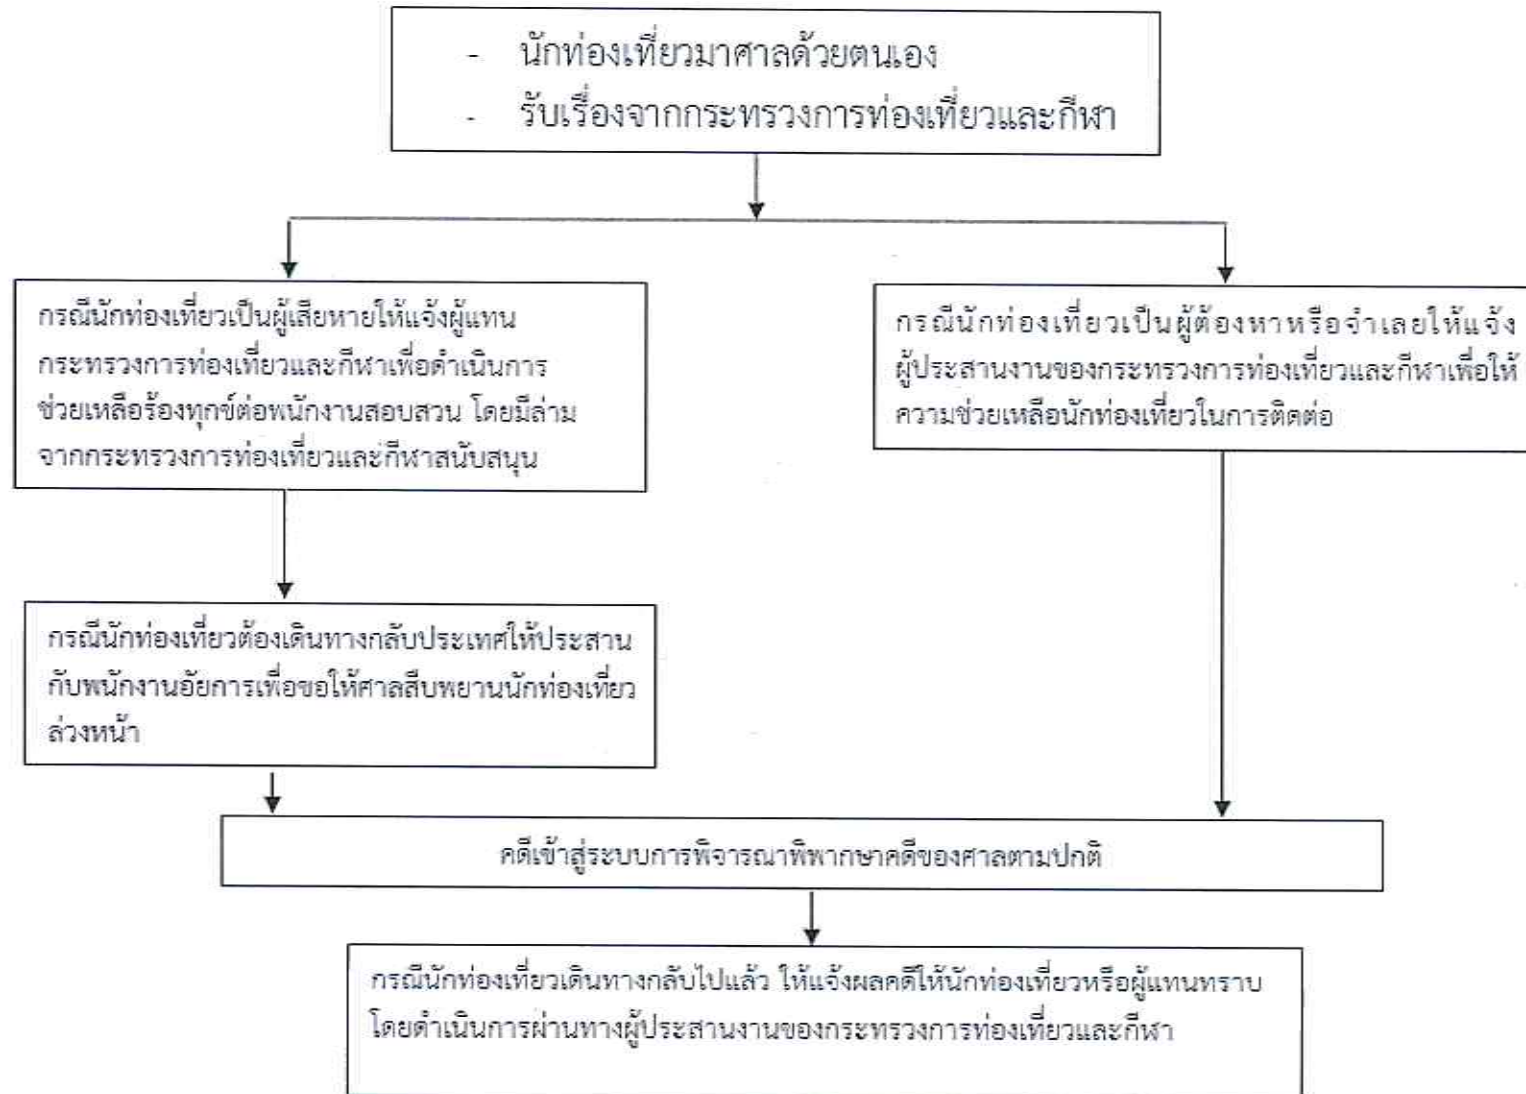 - นักท่องเที่ยวมาศาลด้วยตนเอง
- รับเรื่องจากกระทรวงการท่องเที่ยวและกีฬา
กรณีนักท่องเที่ยวเป็นผู้เสียหายให้แจ้งผู้แทน
กระทรวงการท่องเที่ยวและกีฬาเพื่อดำเนินการ
ช่วยเหลือร้องทุกข์ต่อพนักงานสอบสวน โดยมีล่าม
จากกระทรวงการท่องเที่ยวและกีฬาสนับสนุน
กรณีนักท่องเที่ยวเป็นผู้ต้องหาหรือจำเลยให้แจ้ง
ผู้ประสานงานของกระทรวงการท่องเที่ยวและกีฬาเพื่อให้
ความช่วยเหลือนักท่องเที่ยวในการติดต่อ
กรณีนักท่องเที่ยวต้องเดินทางกลับประเทศให้ประสาน
กับพนักงานอัยการเพื่อขอให้ศาลสืบพยานนักท่องเที่ยว
ล่วงหน้า
คดีเข้าสู่ระบบการพิจารณาพิพากษาคดีของศาลตามปกติ
กรณีนักท่องเที่ยวเดินทางกลับไปแล้ว ให้แจ้งผลคดีให้นักท่องเที่ยวหรือผู้แทนทราบ
โดยดำเนินการผ่านทางผู้ประสานงานของกระทรวงการท่องเที่ยวและกีฬา